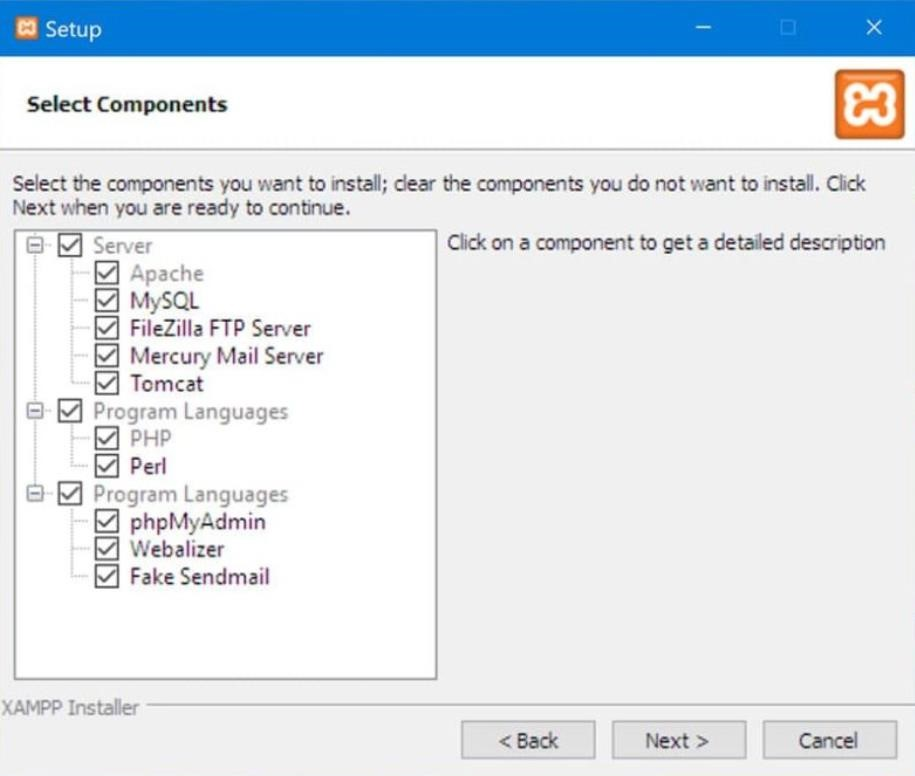 Setup
Select Components
Select the components you want to install; clear the components you do not want to install. Click
Next when you are ready to continue.
Server
Apache
MySQL
FileZilla FTP Server
Mercury Mail Server
Tomcat
Program Languages
PHP
Perl
Program Languages
phpMyAdmin
Webalizer
Fake Sendmail
Click on a component to get a detailed description
XAMPP Installer
< Back
Next >
Cancel